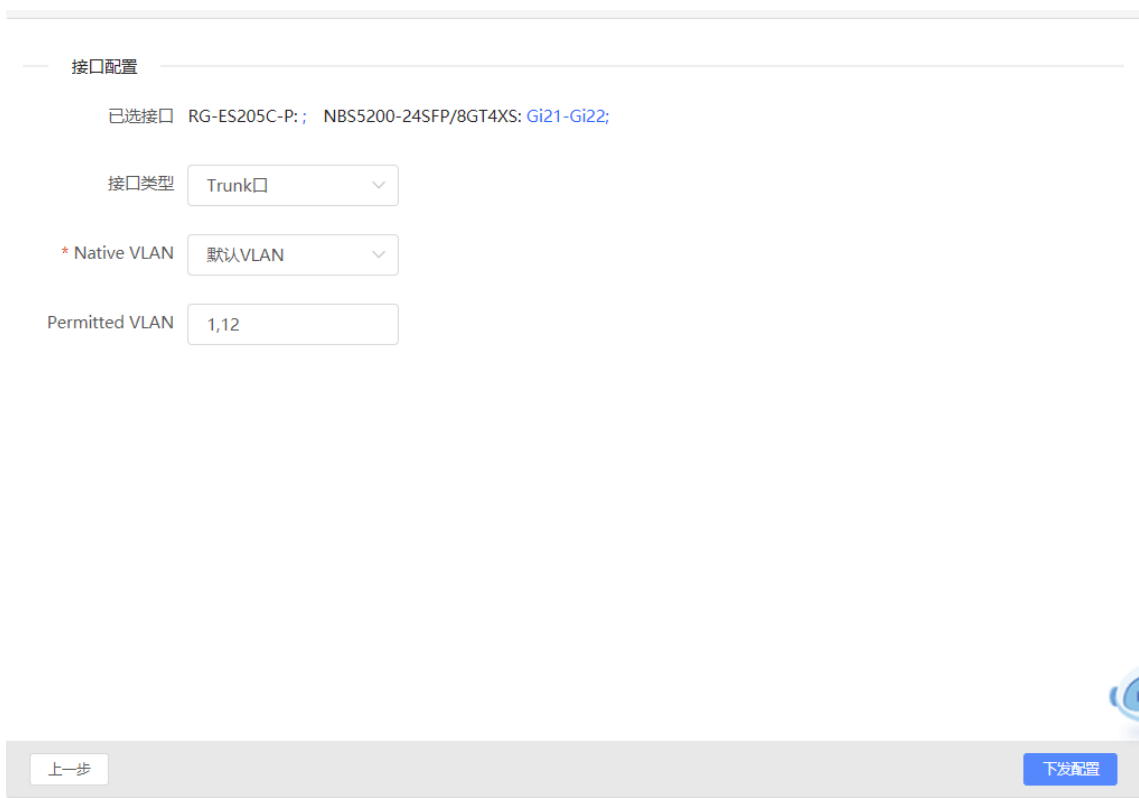 接口配置
已选接口 RG-ES205C-P: ; NBS5200-24SFP/8GT4XS: Gi21-Gi22;
接口类型 Trunk口
* Native VLAN 默认VLAN
Permitted VLAN 1,12
上一步 下发配置